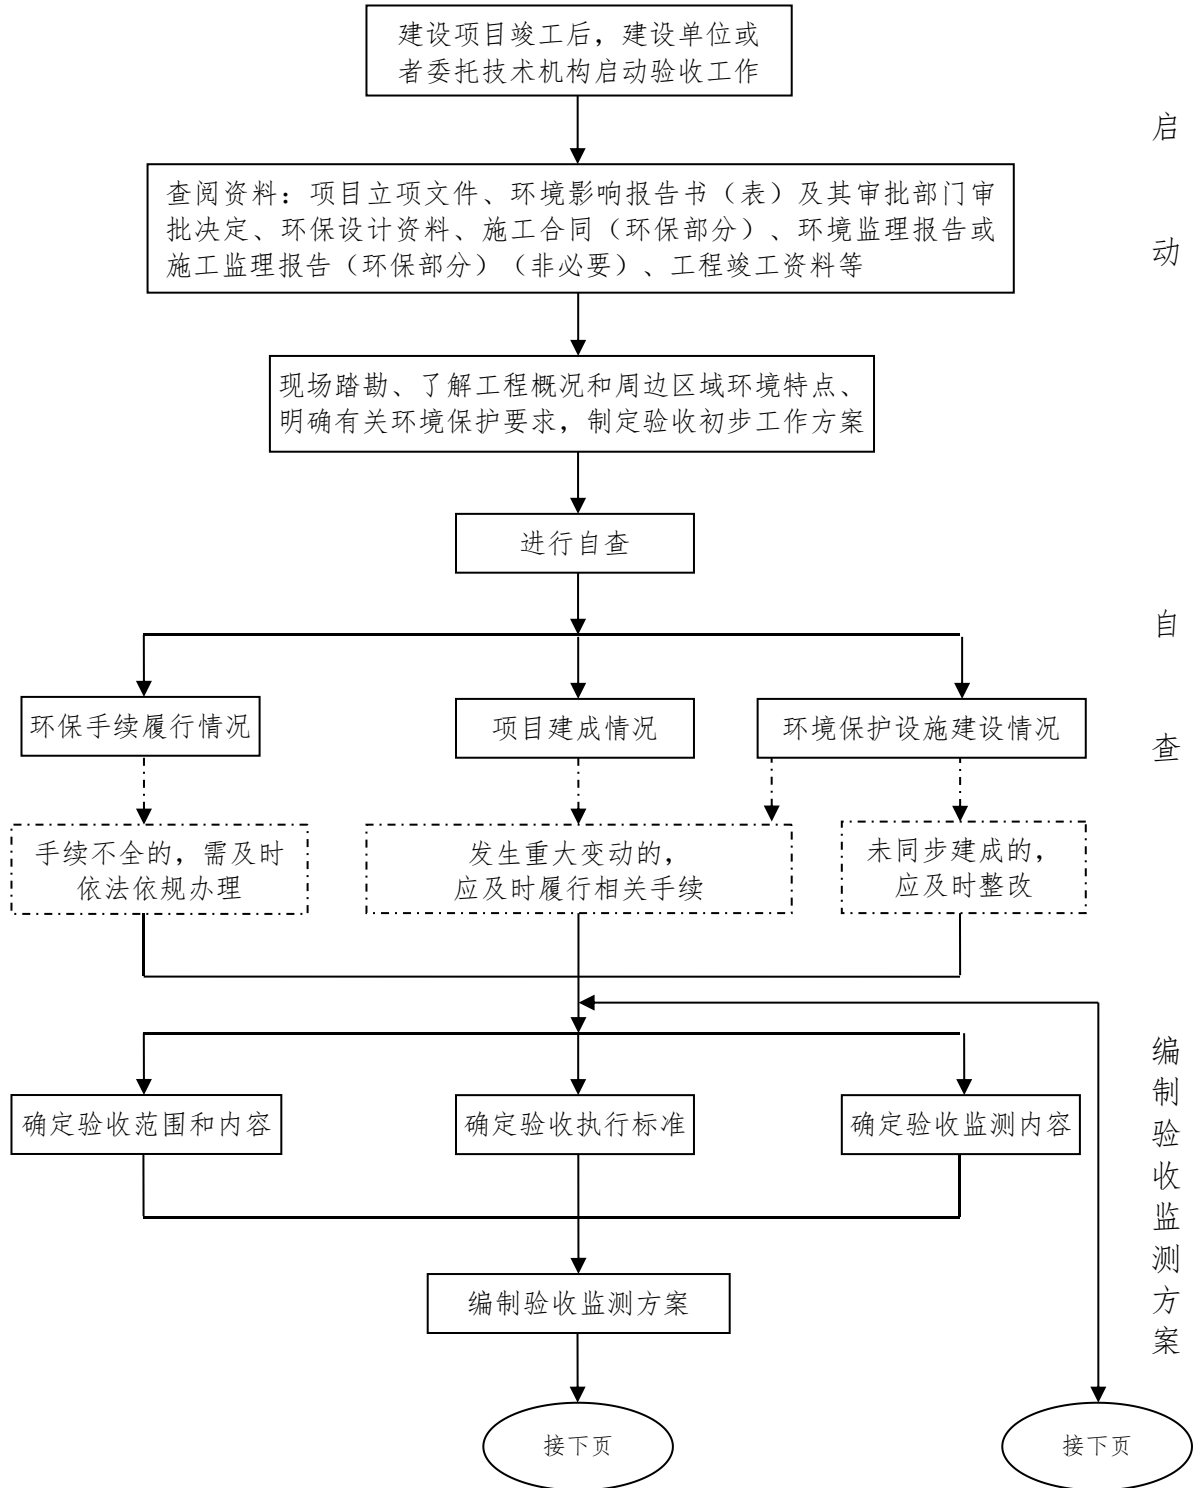 建设项目竣工后，建设单位或
者委托技术机构启动验收工作
启
动
查阅资料：项目立项文件、环境影响报告书（表）及其审批部门审
批决定、环保设计资料、施工合同（环保部分）、环境监理报告或
施工监理报告（环保部分）（非必要）、工程竣工资料等
现场踏勘、了解工程概况和周边区域环境特点、
明确有关环境保护要求，制定验收初步工作方案
进行自查
自
查
环保手续履行情况
项目建成情况
环境保护设施建设情况
手续不全的，需及时
依法依规办理
发生重大变动的，
应及时履行相关手续
未同步建成的，
应及时整改
编
制
验
收
监
测
方
案
确定验收范围和内容
确定验收执行标准
确定验收监测内容
编制验收监测方案
接下页
接下页